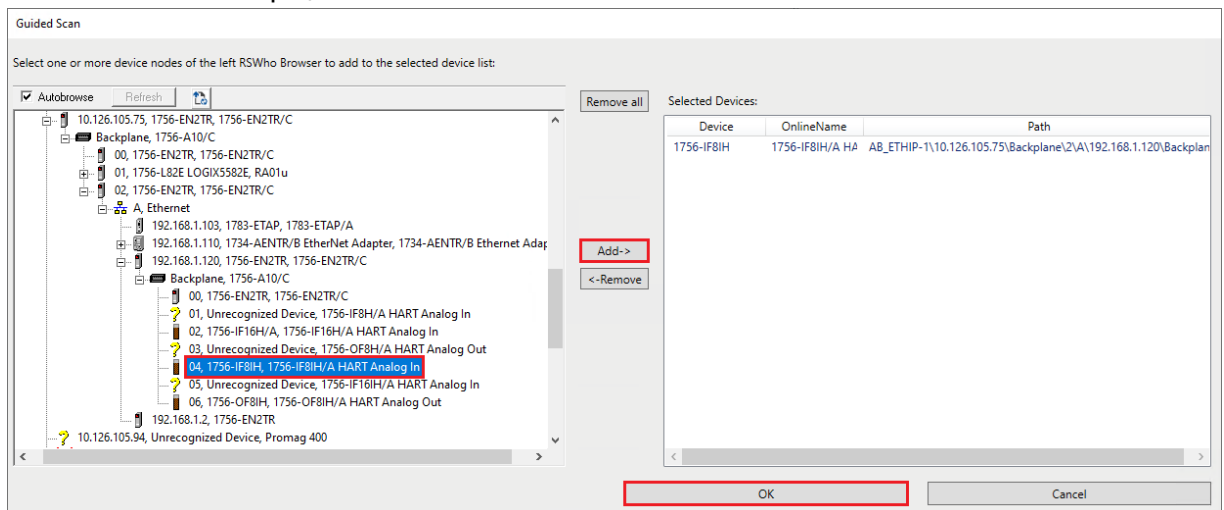 Guided Scan
Select one or more device nodes of the left RSWho Browser to add to the selected device list:
Autobrowse Refresh
10.126.105.75, 1756-EN2TR, 1756-EN2TR/C
Backplane, 1756-A10/C
00, 1756-EN2TR, 1756-EN2TR/C
01, 1756-L82E LOGIX5582E, RA01u
02, 1756-EN2TR, 1756-EN2TR/C
A, Ethernet
192.168.1.103, 1783-ETAP, 1783-ETAP/A
192.168.1.110, 1734-AENTR/B EtherNet Adapter, 1734-AENTR/B Ethernet Adap
192.168.1.120, 1756-EN2TR, 1756-EN2TR/C
Backplane, 1756-A10/C
00, 1756-EN2TR, 1756-EN2TR/C
01, Unrecognized Device, 1756-IF8H/A HART Analog In
02, 1756-IF16H/A, 1756-IF16H/A HART Analog In
03, Unrecognized Device, 1756-OF8H/A HART Analog Out
04, 1756-IF8IH, 1756-IF8IH/A HART Analog In
05, Unrecognized Device, 1756-IF16IH/A HART Analog In
06, 1756-OF8IH, 1756-OF8IH/A HART Analog Out
192.168.1.2, 1756-EN2TR
10.126.105.94, Unrecognized Device, Promag 400
Remove all
Add->
<-Remove
Selected Devices:
Device OnlineName Path
1756-IF8IH 1756-IF8IH/A HA AB_ETHIP-1\10.126.105.75\Backplane\2\A\192.168.1.120\Backplan
OK Cancel